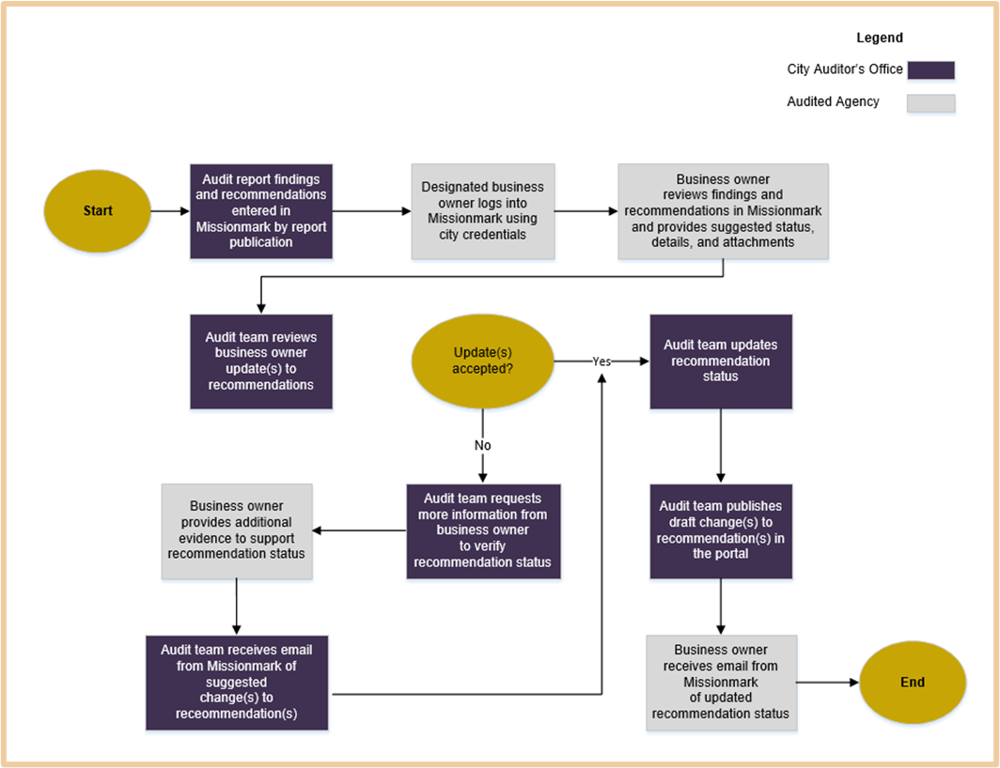 Legend
City Auditor's Office
Audited Agency
Start
Audit report findings
and recommendations
entered in
Missionmark by report
publication
Designated business
owner logs into
Missionmark using
city credentials
Business owner
reviews findings and
recommendations in Missionmark
and provides suggested status,
details, and attachments
Audit team reviews
business owner
update(s) to
recommendations
Update(s)
accepted?
Yes
Audit team updates
recommendation
status
No
Business owner
provides additional
evidence to support
recommendation status
Audit team requests
more information from
business owner
to verify
recommendation status
Audit team publishes
draft change(s) to
recommendation(s) in
the portal
Audit team receives email
from Missionmark of
suggested
change(s) to
receommendation(s)
Business owner
receives email from
Missionmark
of updated
recommendation status
End